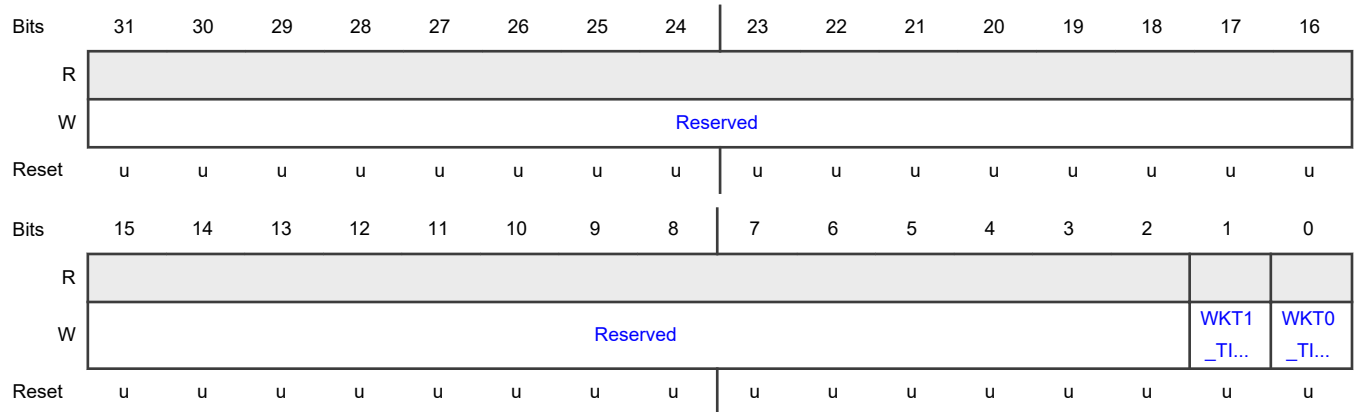 Bits 31 30 29 28 27 26 25 24 23 22 21 20 19 18 17 16
R
W Reserved
Reset u u u u u u u u u u u u u u u u
Bits 15 14 13 12 11 10 9 8 7 6 5 4 3 2 1 0
R
W Reserved WKT1 _TI... WKT0 _TI...
Reset u u u u u u u u u u u u u u u u